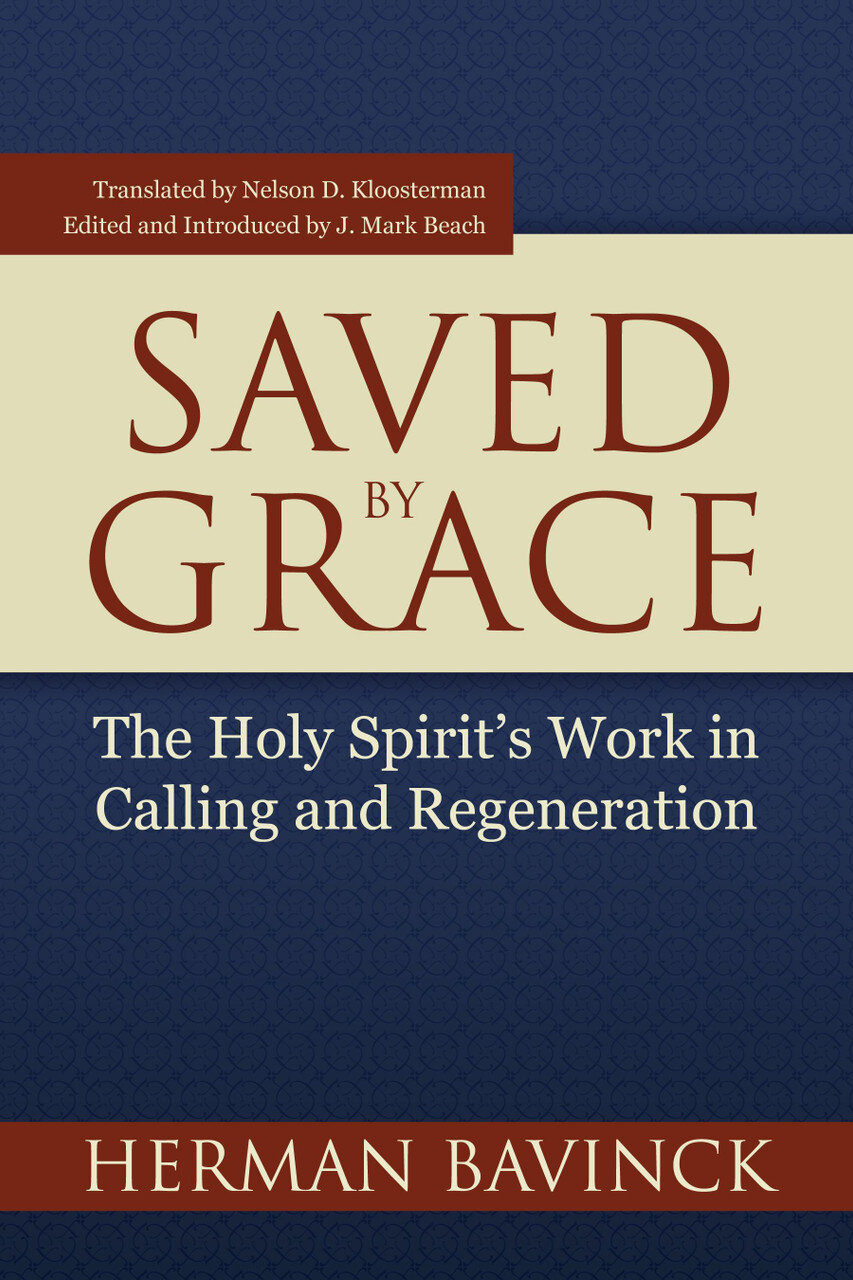 Translated by Nelson D. Kloosterman
Edited and Introduced by J. Mark Beach
SAVED
BY
GRACE
The Holy Spirit’s Work in
Calling and Regeneration
HERMAN BAVINCK